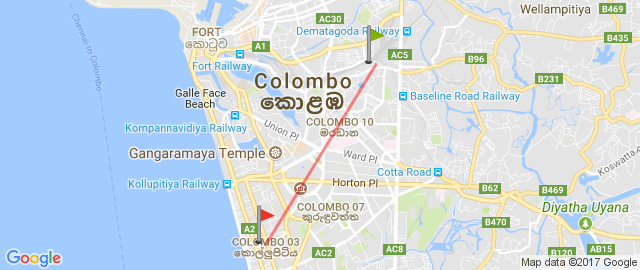 Wellampitiya
AC30
Dematagoda Railway
FORT
කොටුව
A1
AC5
B435
Fort Railway
B96
Chennai to Colombo
Colombo
කොළඹ
B231
Galle Face
Beach
Baseline Road Railway
B469
Kompannavidiya Railway
Union Pl
COLOMBO 10
මරදාන
Gangaramaya Temple
Ward Pl
Cotta Road
Koswatta
Kollupitiya Railway
Horton Pl
B62
B469
COLOMBO 07
කුරුඳුවත්ත
Diyatha Uyana
B470
A2
COLOMBO 03
කොල්ලුපිටිය
A2
AC8
B120
Google
Map data ©2017 Google